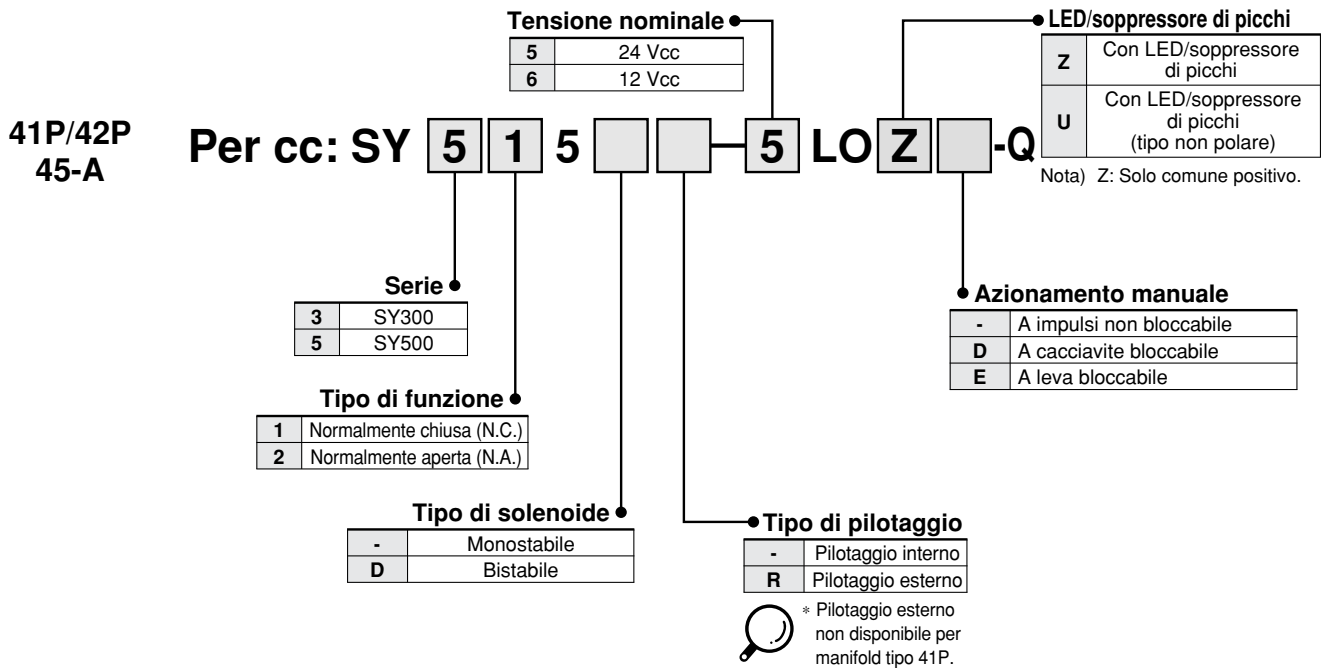 Tensione nominale
5 24 Vcc
6 12 Vcc
LED/soppressore di picchi
Z Con LED/soppressore
di picchi
U Con LED/soppressore
di picchi
(tipo non polare)
Nota) Z: Solo comune positivo.
41P/42P
45-A
Per cc: SY 5 1 5 - 5 LO Z -Q
Serie
3 SY300
5 SY500
Azionamento manuale
- A impulsi non bloccabile
D A cacciavite bloccabile
E A leva bloccabile
Tipo di funzione
1 Normalmente chiusa (N.C.)
2 Normalmente aperta (N.A.)
Tipo di solenoide
- Monostabile
D Bistabile
Tipo di pilotaggio
- Pilotaggio interno
R Pilotaggio esterno
* Pilotaggio esterno
non disponibile per
manifold tipo 41P.